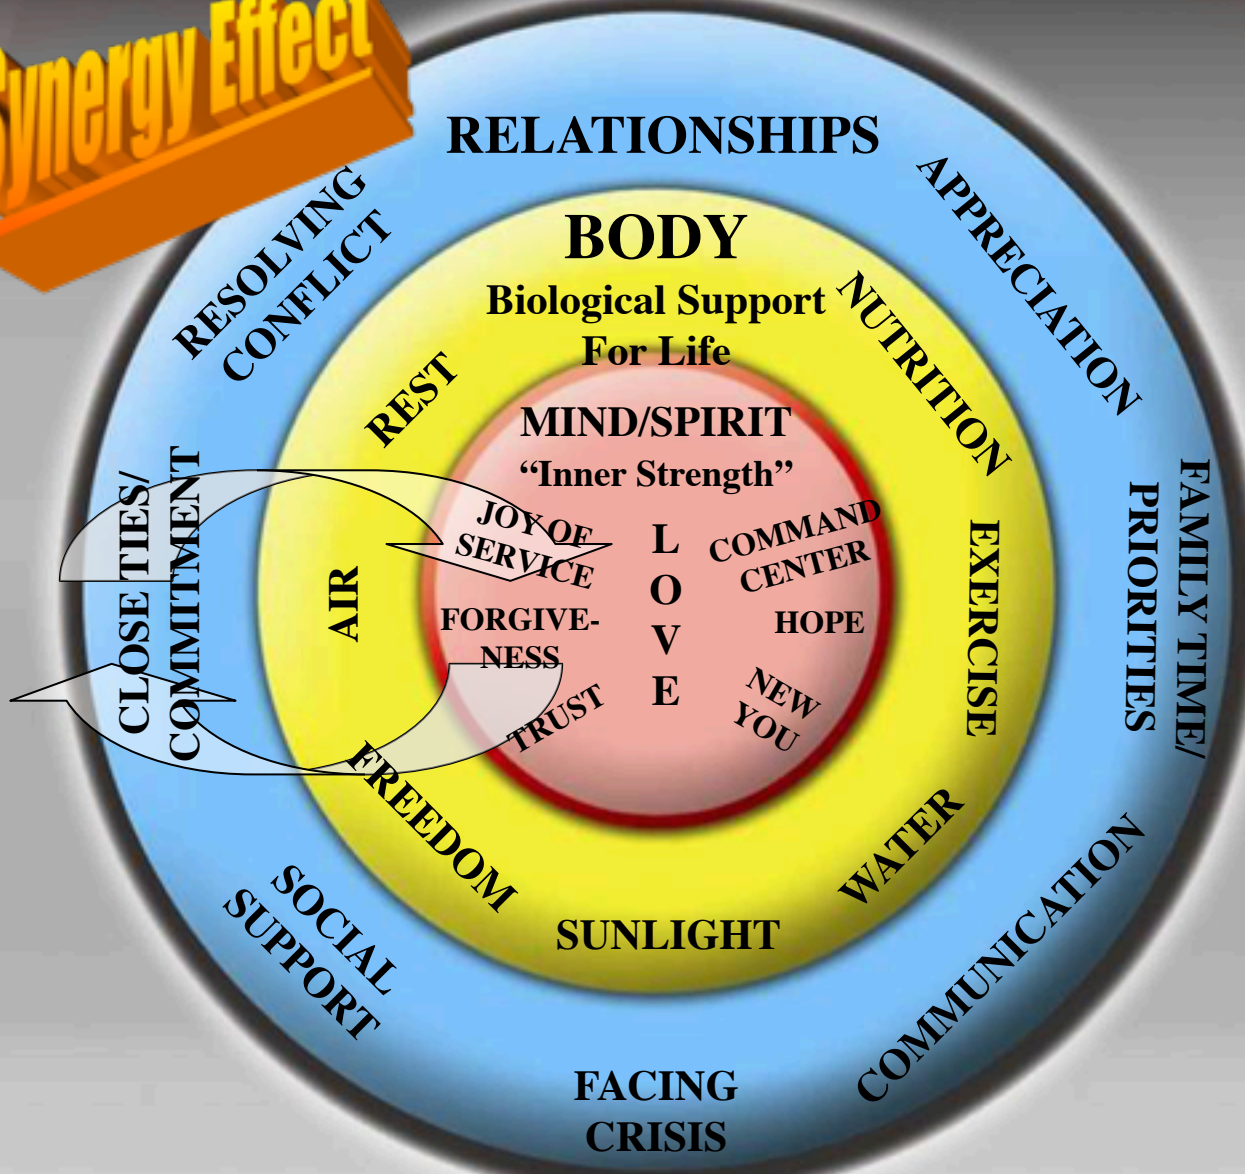 Synergy Effect
RELATIONSHIPS
APPRECIATION
FAMILY TIME/
PRIORITIES
COMMUNICATION
FACING
CRISIS
SOCIAL
SUPPORT
CLOSE TIES/
COMMITMENT
RESOLVING
CONFLICT
BODY
Biological Support
For Life
NUTRITION
EXERCISE
WATER
SUNLIGHT
FREEDOM
AIR
REST
MIND/SPIRIT
“Inner Strength”
JOY OF
SERVICE
FORGIVE-
NESS
TRUST
L
O
V
E
COMMAND
CENTER
HOPE
NEW
YOU